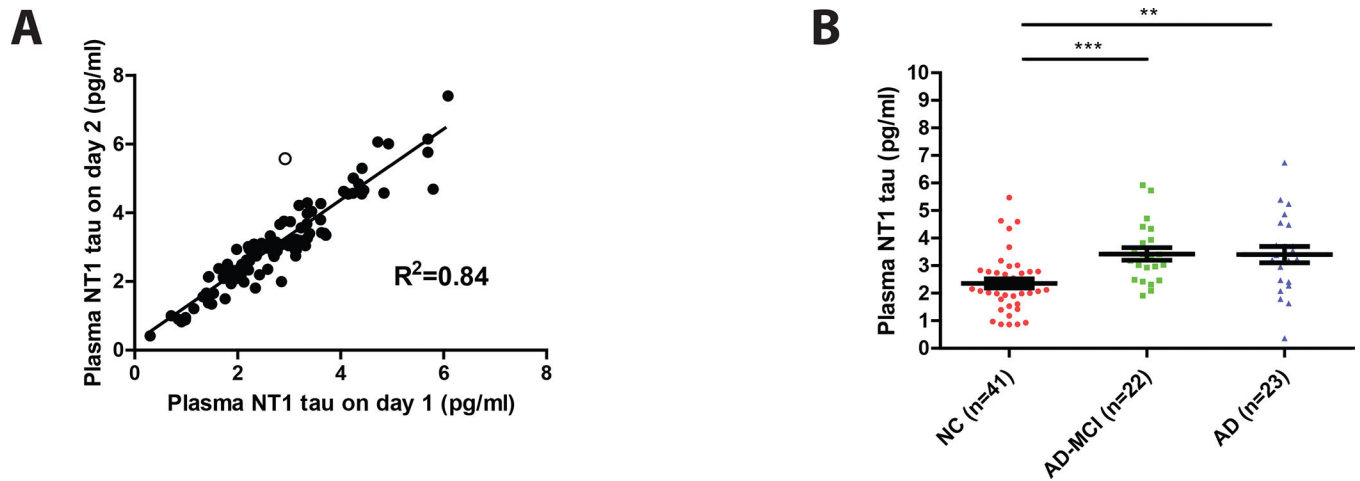 A
Plasma NT1 tau on day 2 (pg/ml)
8
6
4
2
0
0 2 4 6 8
R²=0.84
Plasma NT1 tau on day 1 (pg/ml)
B
**
***
Plasma NT1 tau (pg/ml)
10
9
8
7
6
5
4
3
2
1
0
NC (n=41)
AD-MCI (n=22)
AD (n=23)